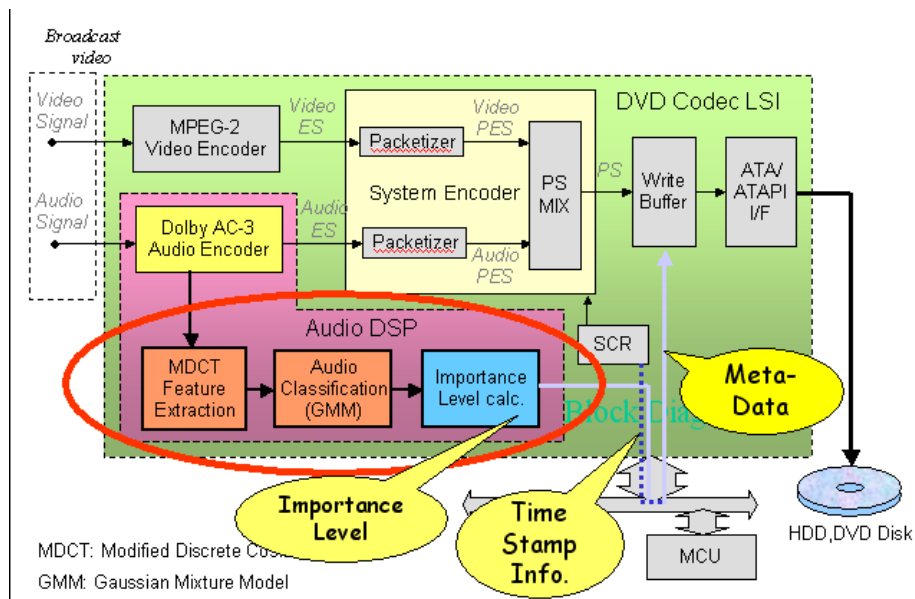 Broadcast
video
Video
Signal
Audio
Signal
DVD Codec LSI
MPEG-2
Video Encoder
Video
ES
Packetizer
Video
PES
System Encoder
PS
MIX
PS
Write
Buffer
ATA/
ATAPI
I/F
Dolby AC-3
Audio Encoder
Audio
ES
Packetizer
Audio
PES
Audio DSP
SCR
MDCT
Feature
Extraction
Audio
Classification
(GMM)
Importance
Level calc.
Block Diag
Meta-
Data
Importance
Level
Time
Stamp
Info.
MCU
HDD,DVD Disk
MDCT: Modified Discrete Cos
GMM: Gaussian Mixture Model